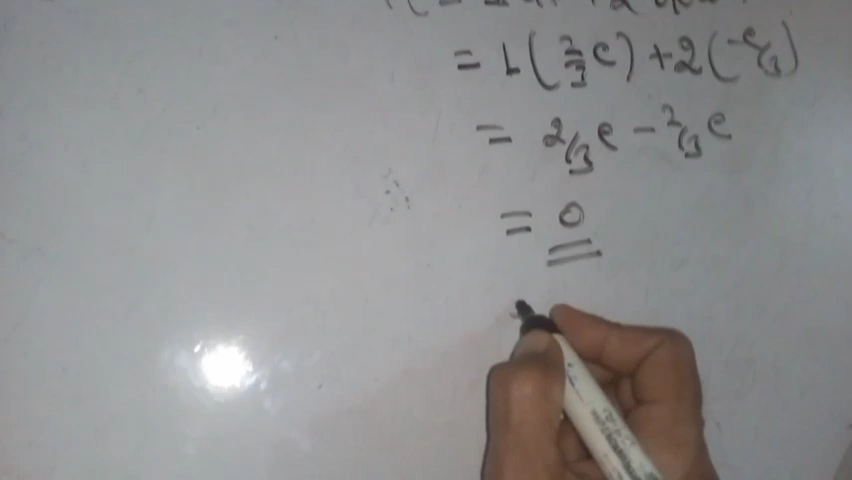 = 1 ( 2/3 e ) + 2 ( -e/3 )
= 2/3 e - 2/3 e
= 0